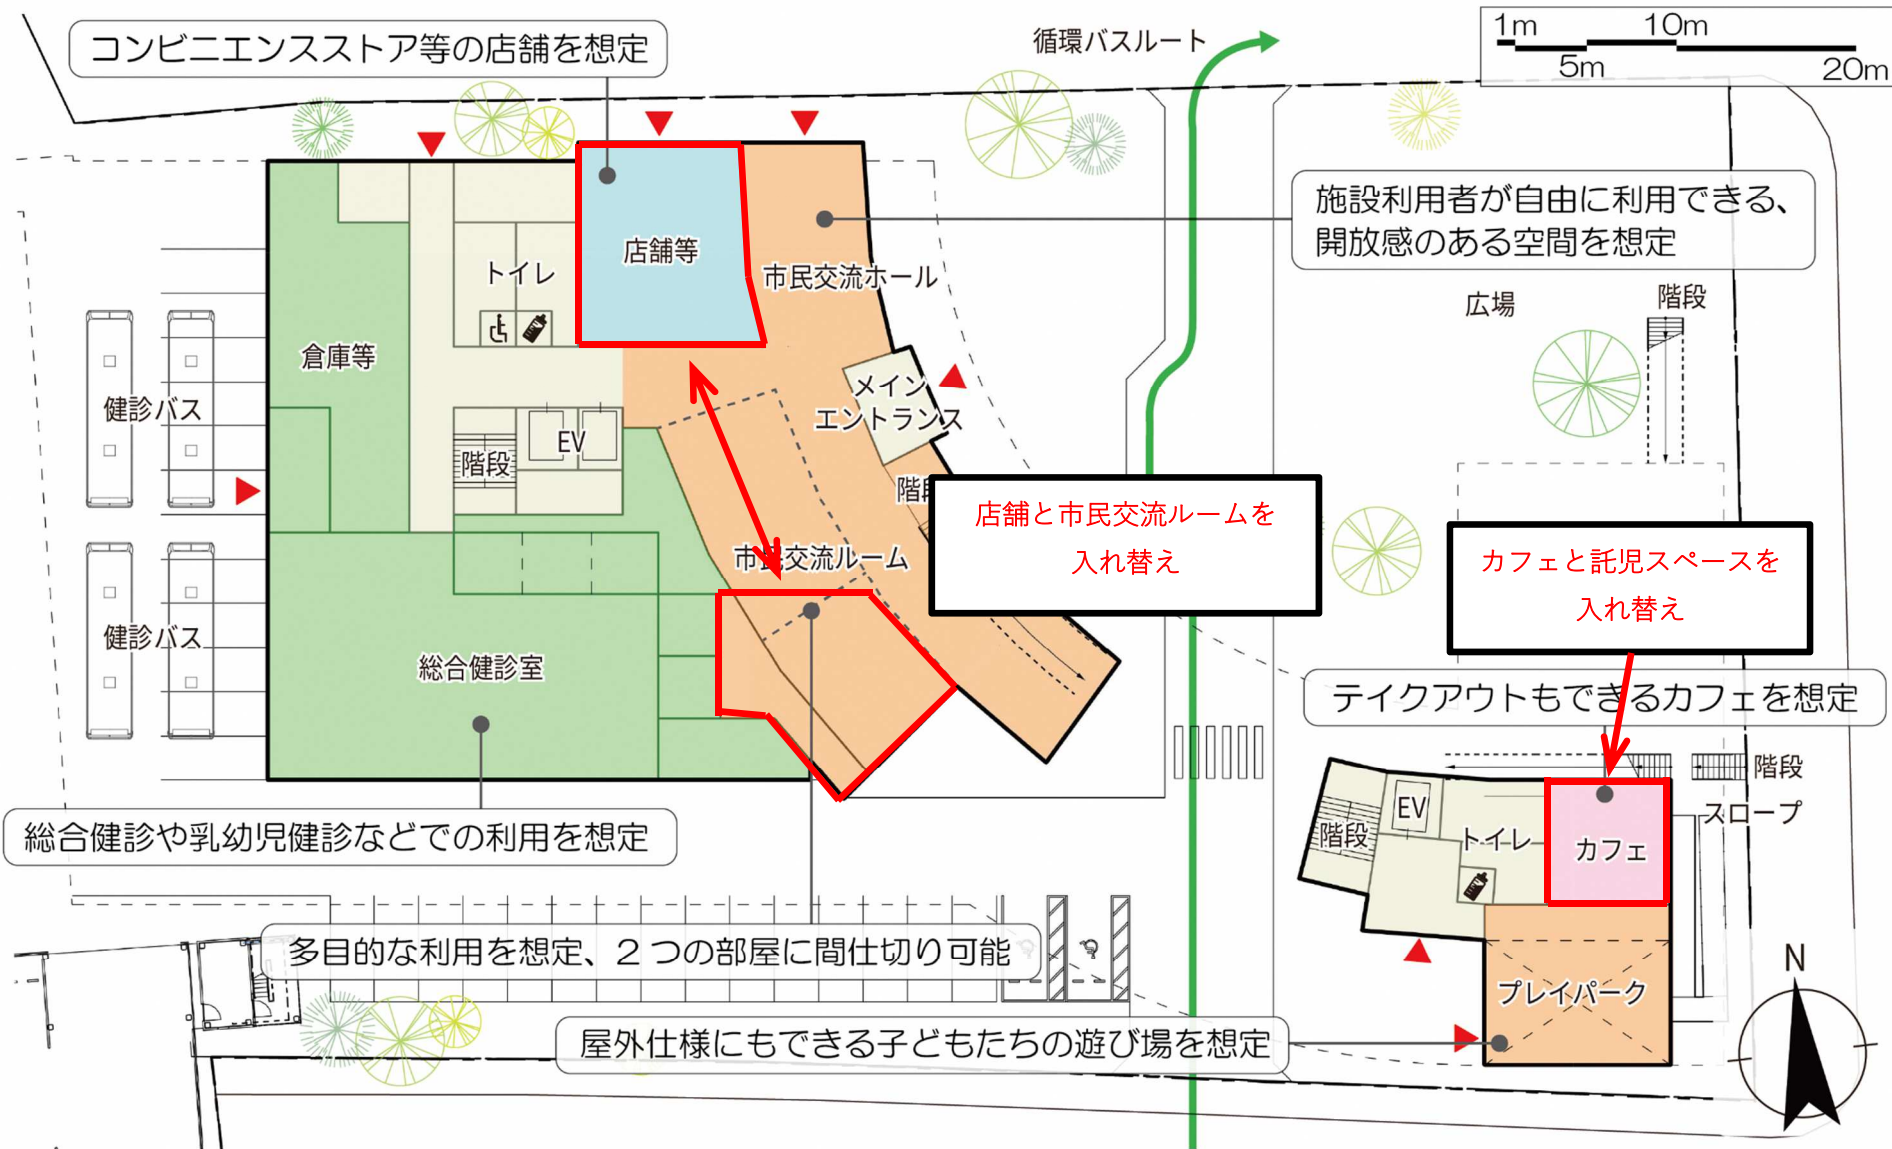 コンビニエンスストア等の店舗を想定
循環バスルート
1m
10m
5m
20m
施設利用者が自由に利用できる、
開放感のある空間を想定
店舗等
トイレ
市民交流ホール
広場
階段
倉庫等
メイン
エントランス
健診バス
EV
階段
階段
店舗と市民交流ルームを
入れ替え
カフェと託児スペースを
入れ替え
市民交流ルーム
健診バス
総合健診室
テイクアウトもできるカフェを想定
階段
スロープ
EV
階段
トイレ
カフェ
総合健診や乳幼児健診などでの利用を想定
多目的な利用を想定、2つの部屋に間仕切り可能
プレイパーク
N
屋外仕様にもできる子どもたちの遊び場を想定